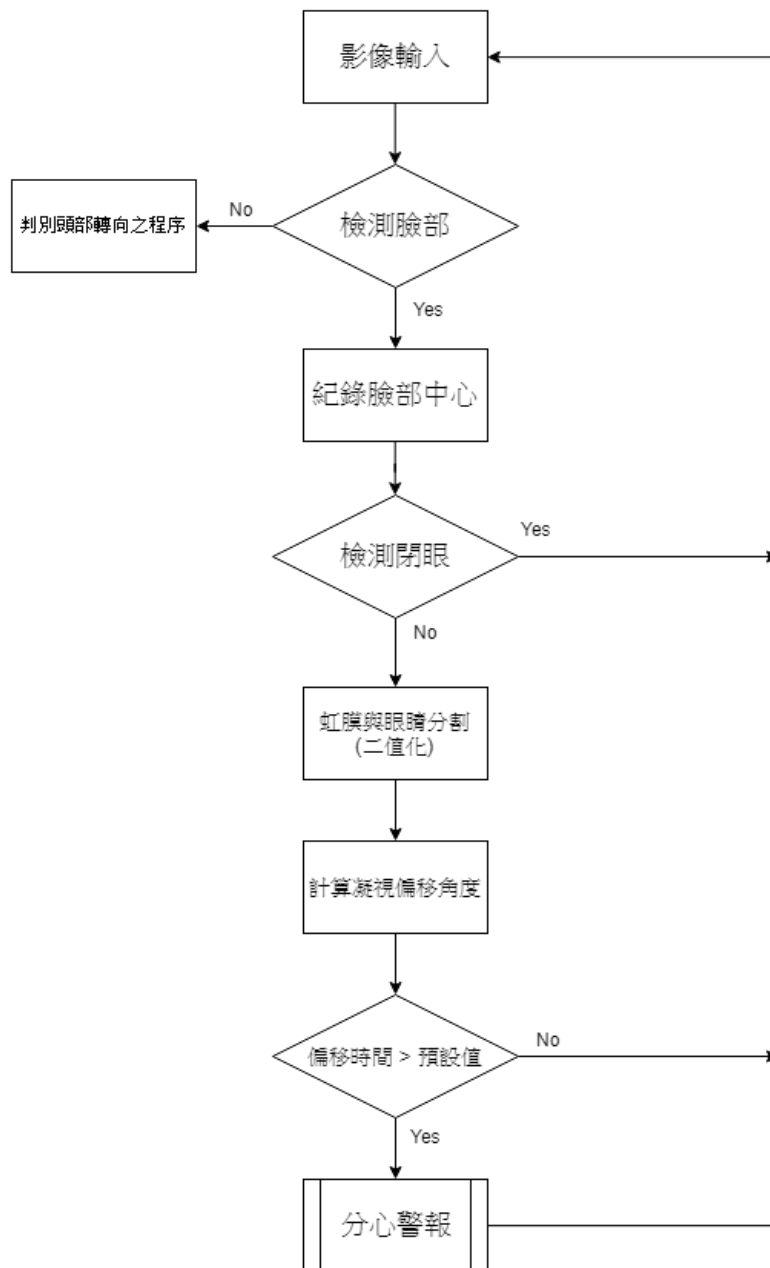 影像輸入
檢測臉部
No
判別頭部轉向之程序
Yes
紀錄臉部中心
檢測閉眼
Yes
No
虹膜與眼睛分割
(二值化)
計算凝視偏移角度
偏移時間 > 預設值
No
Yes
分心警報